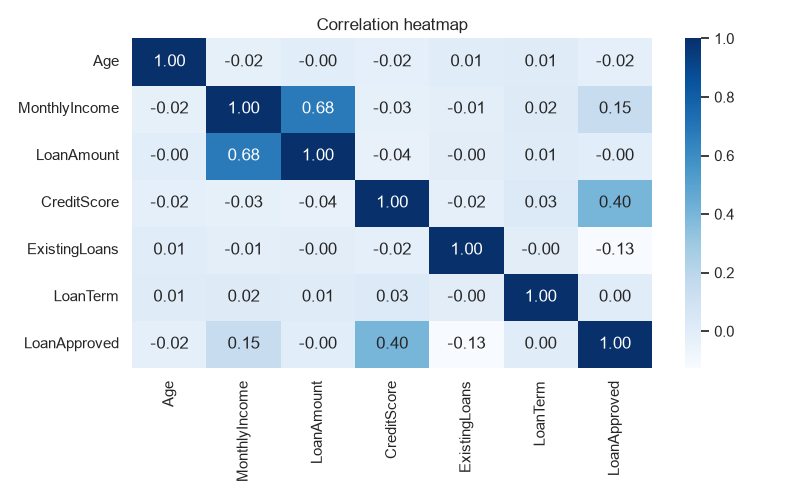 Correlation heatmap
Age 1.00 -0.02 -0.00 -0.02 0.01 0.01 -0.02
MonthlyIncome -0.02 1.00 0.68 -0.03 -0.01 0.02 0.15
LoanAmount -0.00 0.68 1.00 -0.04 -0.00 0.01 -0.00
CreditScore -0.02 -0.03 -0.04 1.00 -0.02 0.03 0.40
ExistingLoans 0.01 -0.01 -0.00 -0.02 1.00 -0.00 -0.13
LoanTerm 0.01 0.02 0.01 0.03 -0.00 1.00 0.00
LoanApproved -0.02 0.15 -0.00 0.40 -0.13 0.00 1.00
Age
MonthlyIncome
LoanAmount
CreditScore
ExistingLoans
LoanTerm
LoanApproved
1.0
0.8
0.6
0.4
0.2
0.0